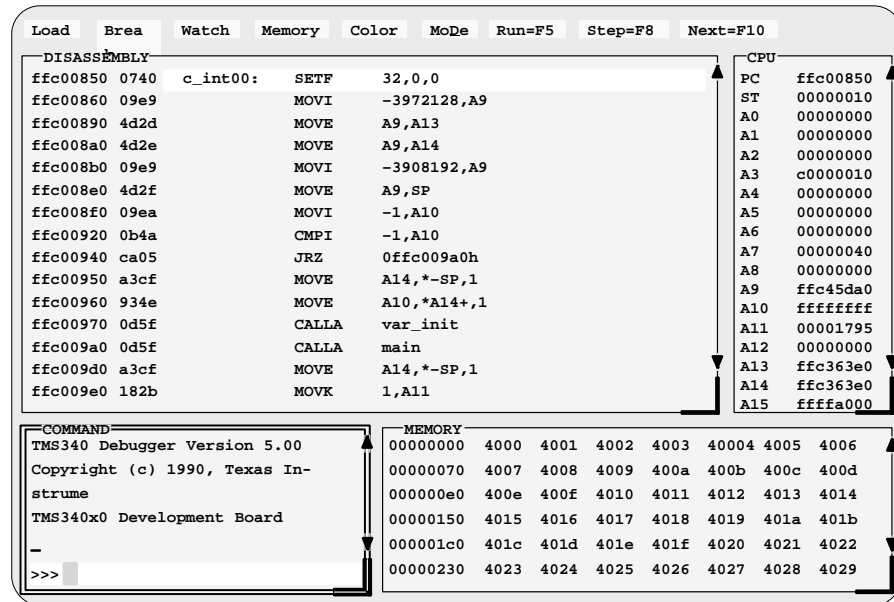 Load Break Watch Memory Color MoDe Run=F5 Step=F8 Next=F10
DISASSEMBLY
ffc00850 0740 c_int00: SETF 32,0,0
ffc00860 09e9 MOVI -3972128,A9
ffc00890 4d2d MOVE A9,A13
ffc008a0 4d2e MOVE A9,A14
ffc008b0 09e9 MOVI -3908192,A9
ffc008e0 4d2f MOVE A9,SP
ffc008f0 09ea MOVI -1,A10
ffc00920 0b4a CMPI -1,A10
ffc00940 ca05 JRZ 0ffc009a0h
ffc00950 a3cf MOVE A14,*-SP,1
ffc00960 934e MOVE A10,*A14+,1
ffc00970 0d5f CALLA var_init
ffc009a0 0d5f CALLA main
ffc009d0 a3cf MOVE A14,*-SP,1
ffc009e0 182b MOVK 1,A11
CPU
PC ffc00850
ST 00000010
A0 00000000
A1 00000000
A2 00000000
A3 c0000010
A4 00000000
A5 00000000
A6 00000000
A7 00000040
A8 00000000
A9 ffc45da0
A10 ffffffff
A11 00001795
A12 00000000
A13 ffc363e0
A14 ffc363e0
A15 ffffa000
COMMAND
TMS340 Debugger Version 5.00
Copyright (c) 1990, Texas In-
strume
TMS340x0 Development Board
_
>>>
MEMORY
00000000 4000 4001 4002 4003 40004 4005 4006
00000070 4007 4008 4009 400a 400b 400c 400d
000000e0 400e 400f 4010 4011 4012 4013 4014
00000150 4015 4016 4017 4018 4019 401a 401b
000001c0 401c 401d 401e 401f 4020 4021 4022
00000230 4023 4024 4025 4026 4027 4028 4029